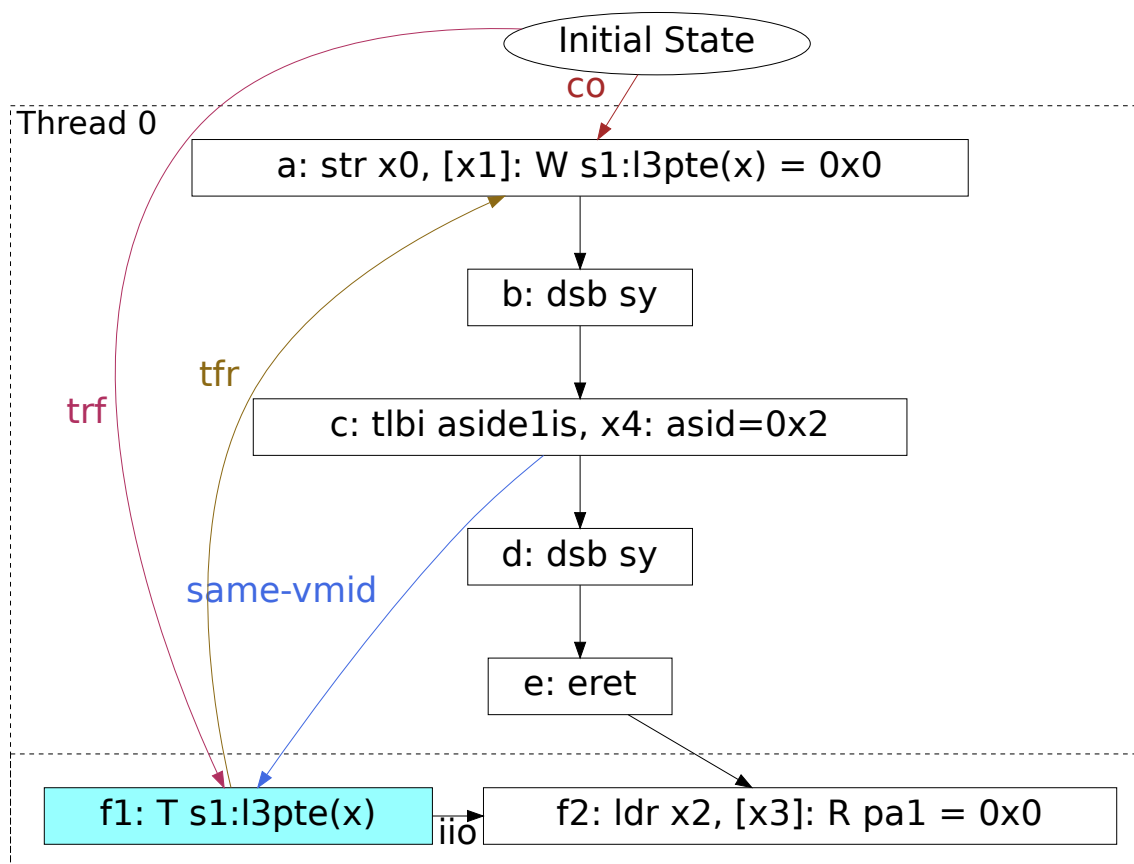 Initial State
co
Thread 0
a: str x0, [x1]: W s1:l3pte(x) = 0x0
b: dsb sy
tfr
trf
c: tlbi aside1is, x4: asid=0x2
d: dsb sy
same-vmid
e: eret
f1: T s1:l3pte(x)
iio
f2: ldr x2, [x3]: R pa1 = 0x0